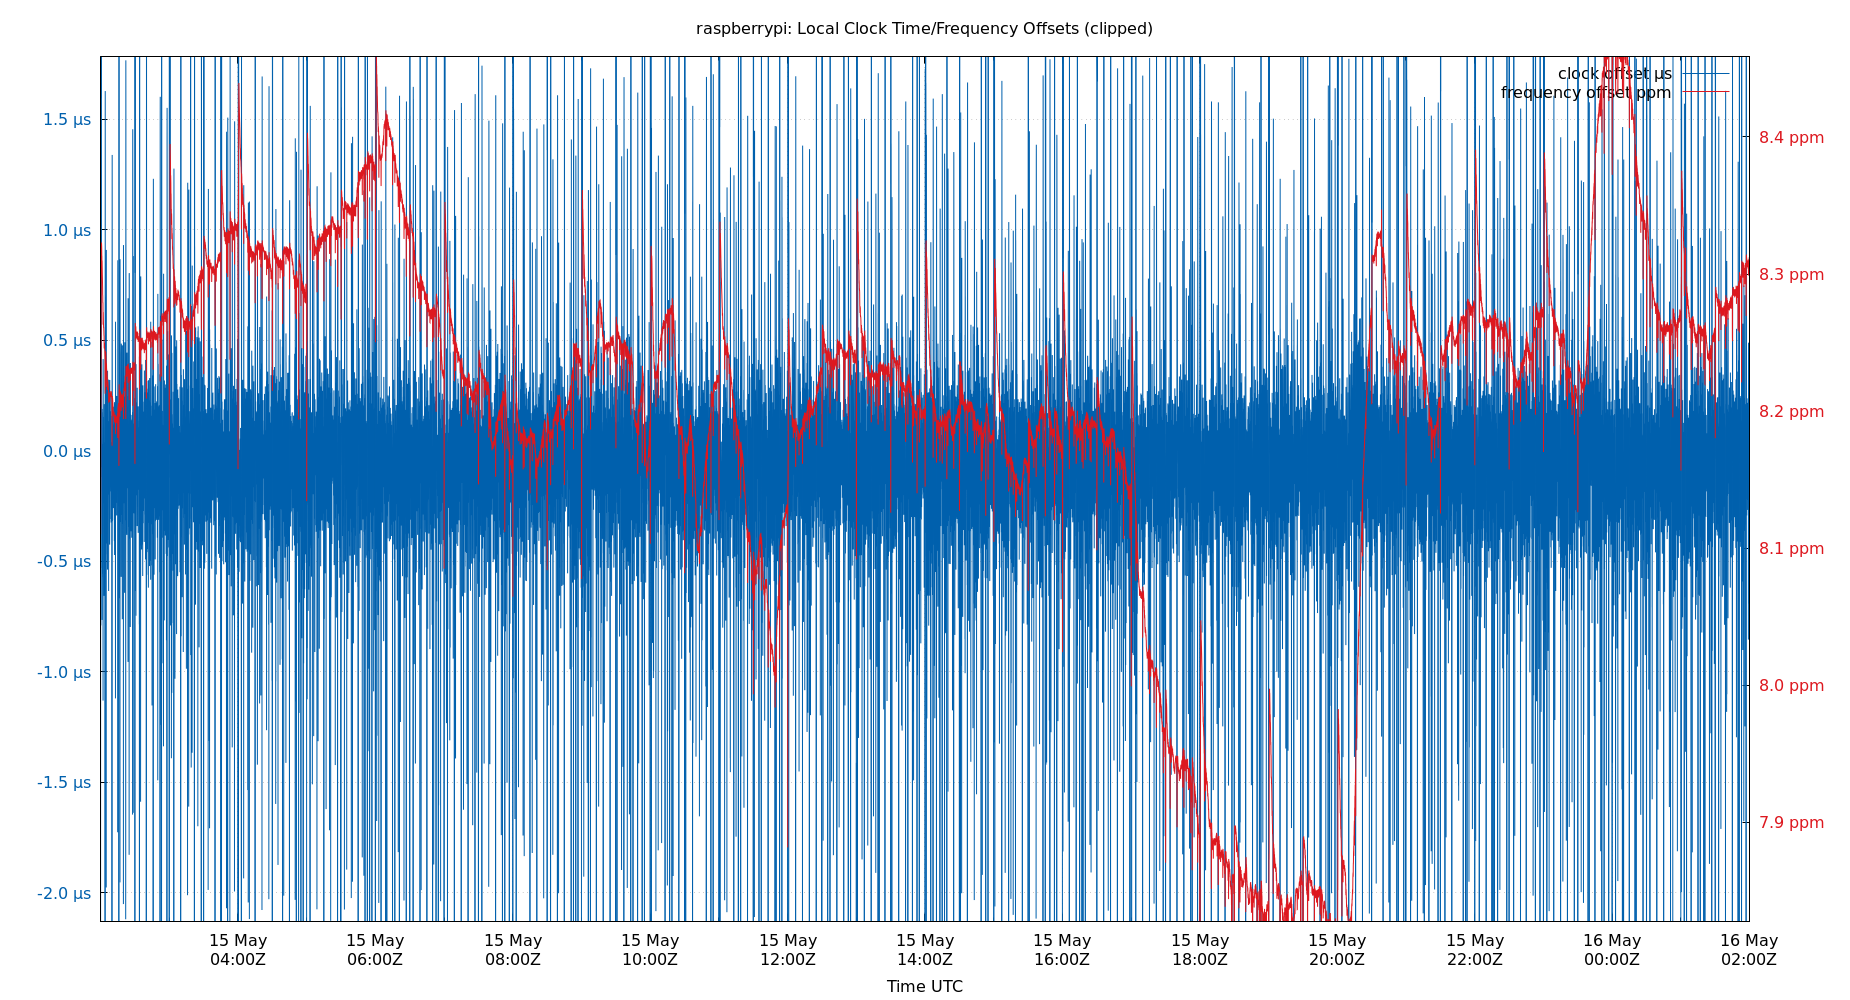 raspberrypi: Local Clock Time/Frequency Offsets (clipped)
clock offset µs
frequency offset ppm
1.5 µs
1.0 µs
0.5 µs
0.0 µs
-0.5 µs
-1.0 µs
-1.5 µs
-2.0 µs
8.4 ppm
8.3 ppm
8.2 ppm
8.1 ppm
8.0 ppm
7.9 ppm
15 May 15 May 15 May 15 May 15 May 15 May 15 May 15 May 15 May 15 May 16 May 16 May
04:00Z 06:00Z 08:00Z 10:00Z 12:00Z 14:00Z 16:00Z 18:00Z 20:00Z 22:00Z 00:00Z 02:00Z
Time UTC